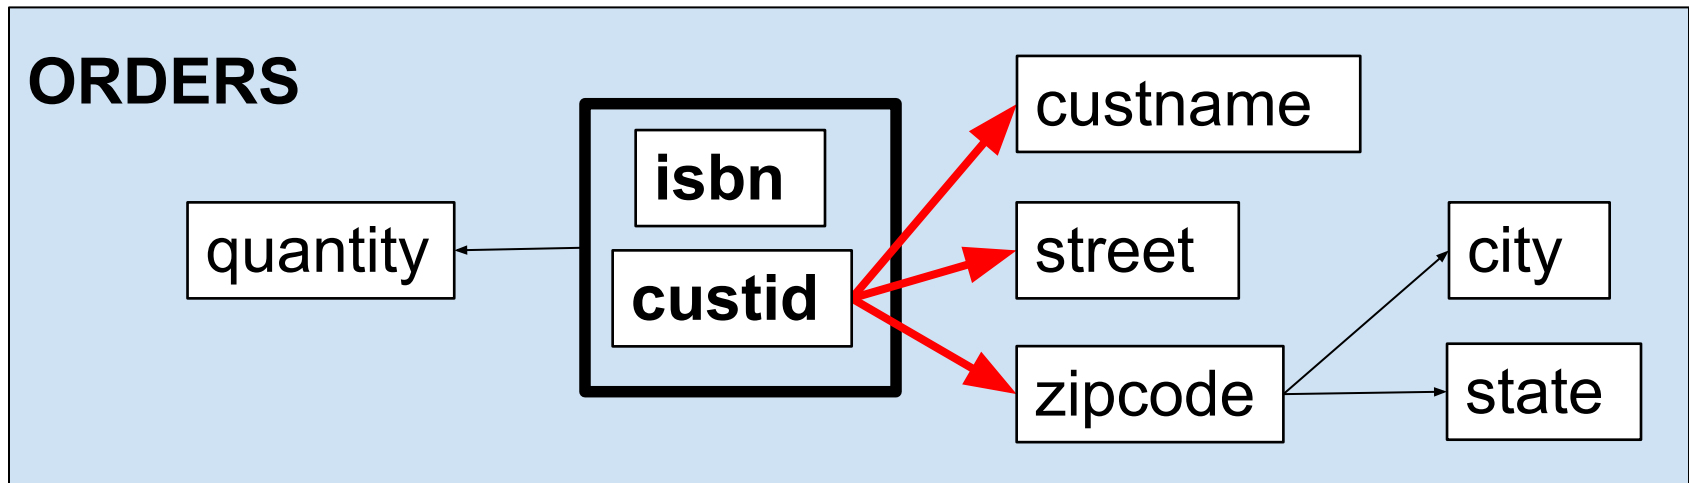 ORDERS
isbn
custid
quantity
custname
street
zipcode
city
state